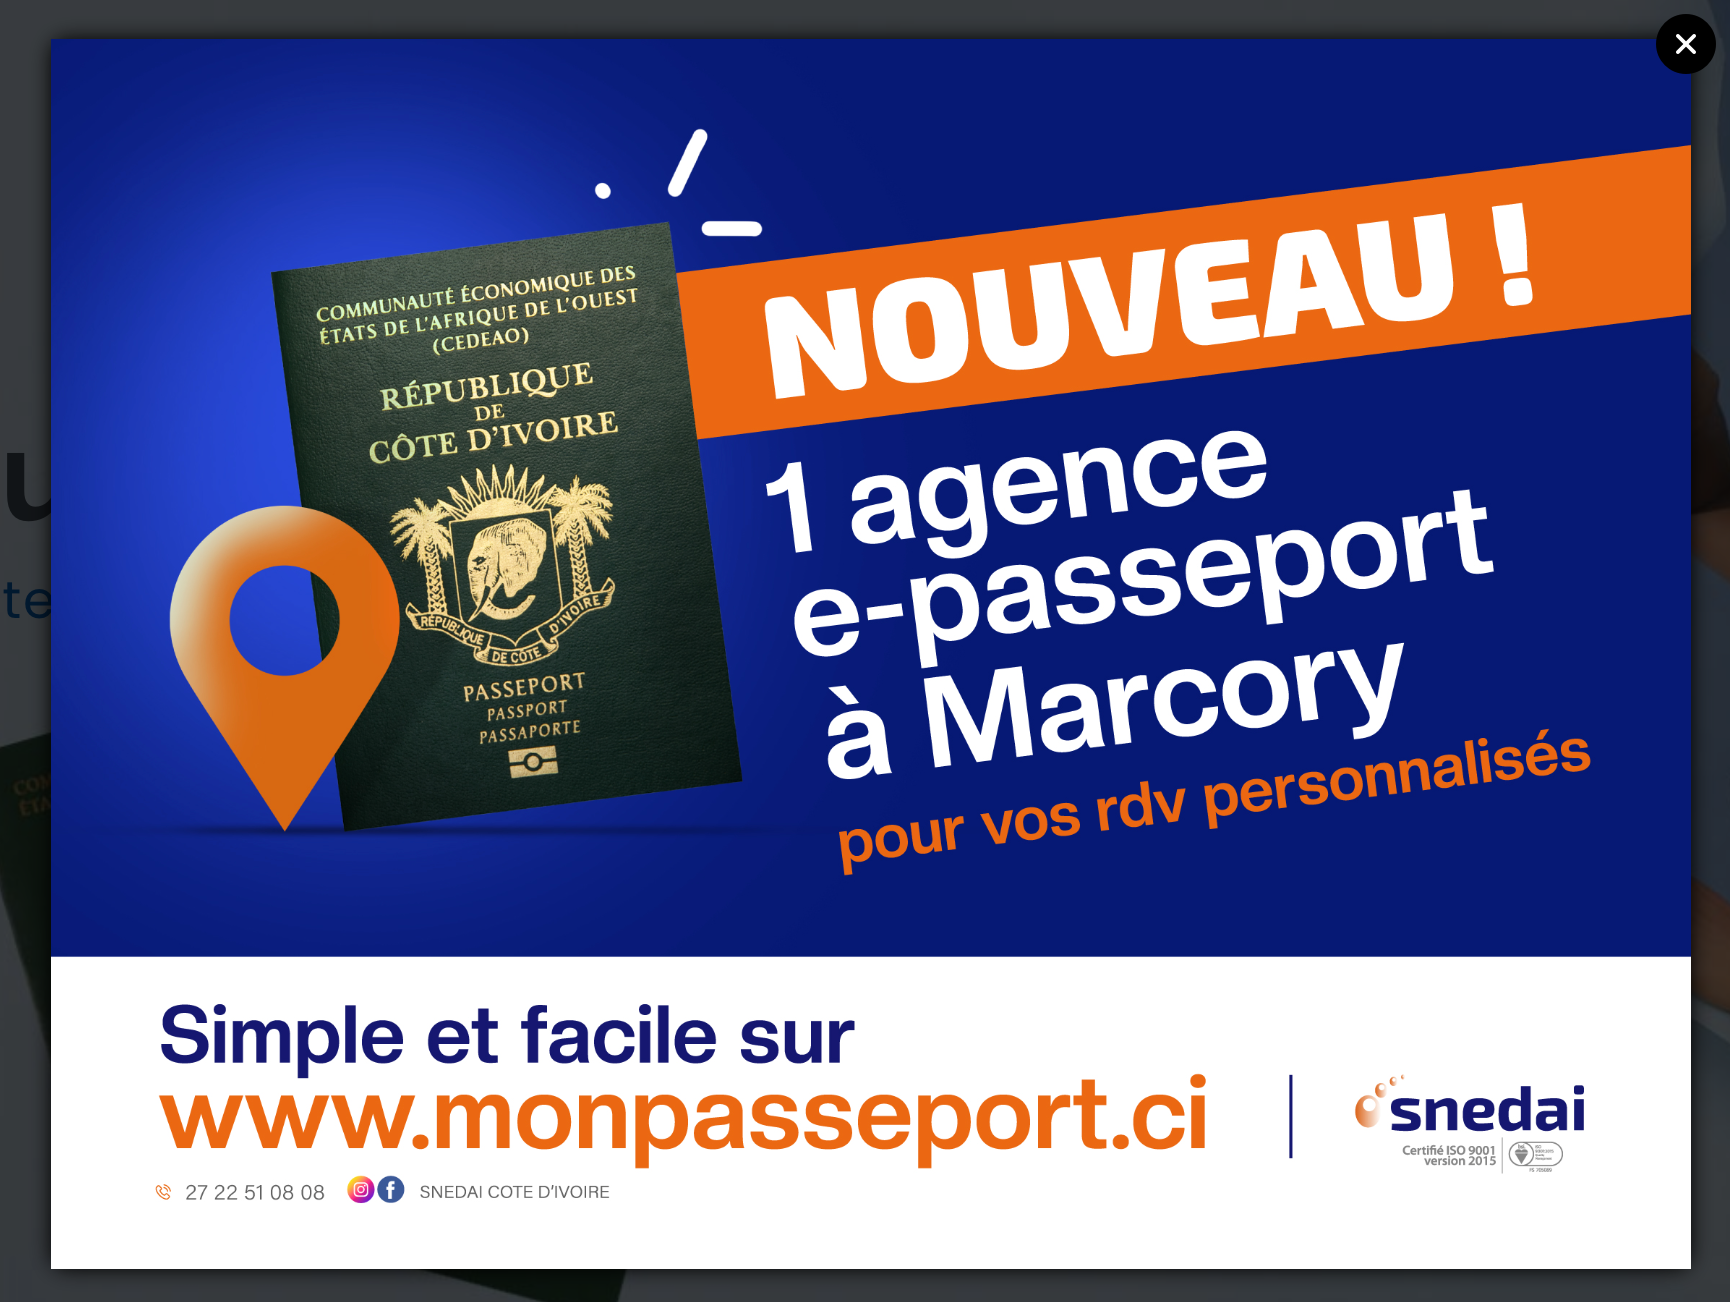 COMMUNAUTÉ ÉCONOMIQUE DES
ÉTATS DE L'AFRIQUE DE L'OUEST
(CEDEAO)
RÉPUBLIQUE
DE
CÔTE D'IVOIRE
RÉPUBLIQUE DE CÔTE D'IVOIRE
PASSEPORT
PASSPORT
PASSAPORTE
NOUVEAU !
1 agence
e-passeport
à Marcory
pour vos rdv personnalisés
Simple et facile sur
www.monpasseport.ci
27 22 51 08 08
SNEDAI COTE D'IVOIRE
snedai
Certifié ISO 9001
version 2015